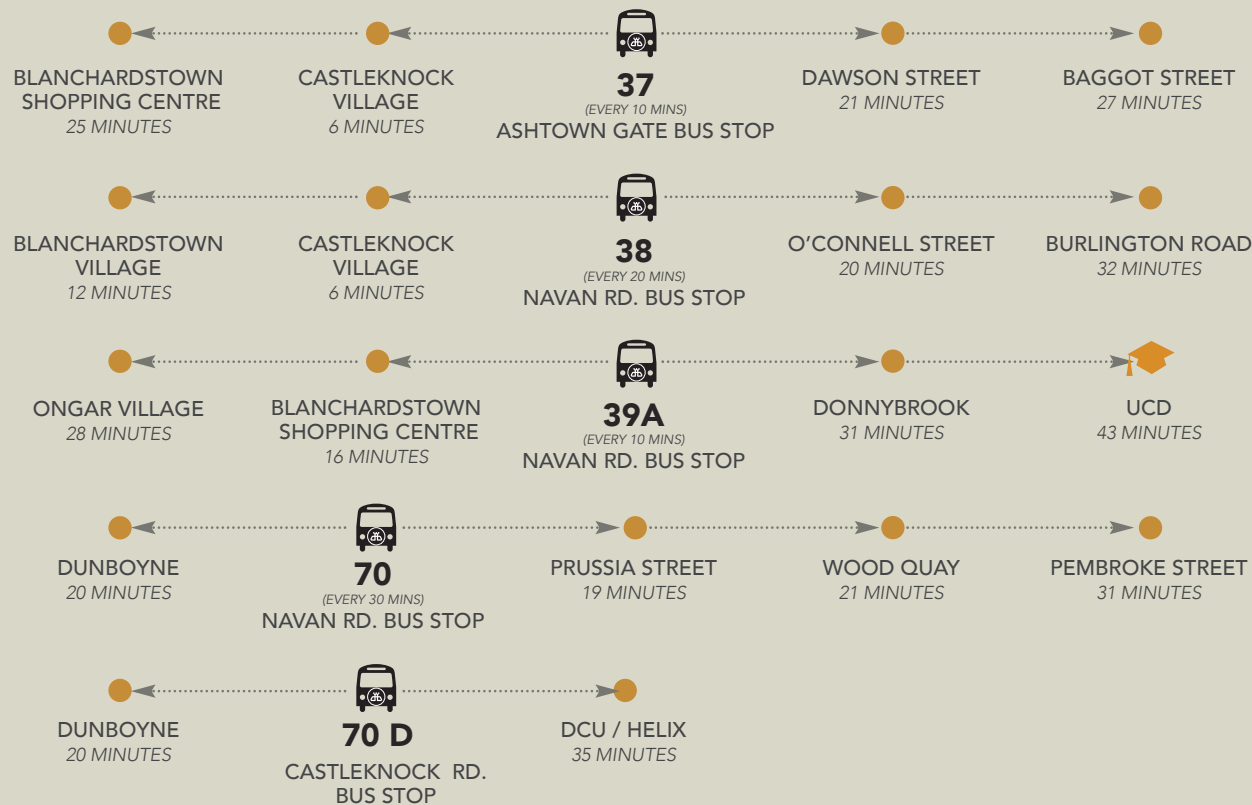 BLANCHARDSTOWN
SHOPPING CENTRE
25 MINUTES
CASTLEKNOCK
VILLAGE
6 MINUTES
37
(EVERY 10 MINS)
ASHTOWN GATE BUS STOP
DAWSON STREET
21 MINUTES
BAGGOT STREET
27 MINUTES
BLANCHARDSTOWN
VILLAGE
12 MINUTES
CASTLEKNOCK
VILLAGE
6 MINUTES
38
(EVERY 20 MINS)
NAVAN RD. BUS STOP
O'CONNELL STREET
20 MINUTES
BURLINGTON ROAD
32 MINUTES
ONGAR VILLAGE
28 MINUTES
BLANCHARDSTOWN
SHOPPING CENTRE
16 MINUTES
39A
(EVERY 10 MINS)
NAVAN RD. BUS STOP
DONNYBROOK
31 MINUTES
UCD
43 MINUTES
DUNBOYNE
20 MINUTES
70
(EVERY 30 MINS)
NAVAN RD. BUS STOP
PRUSSIA STREET
19 MINUTES
WOOD QUAY
21 MINUTES
PEMBROKE STREET
31 MINUTES
DUNBOYNE
20 MINUTES
70 D
CASTLEKNOCK RD.
BUS STOP
DCU / HELIX
35 MINUTES